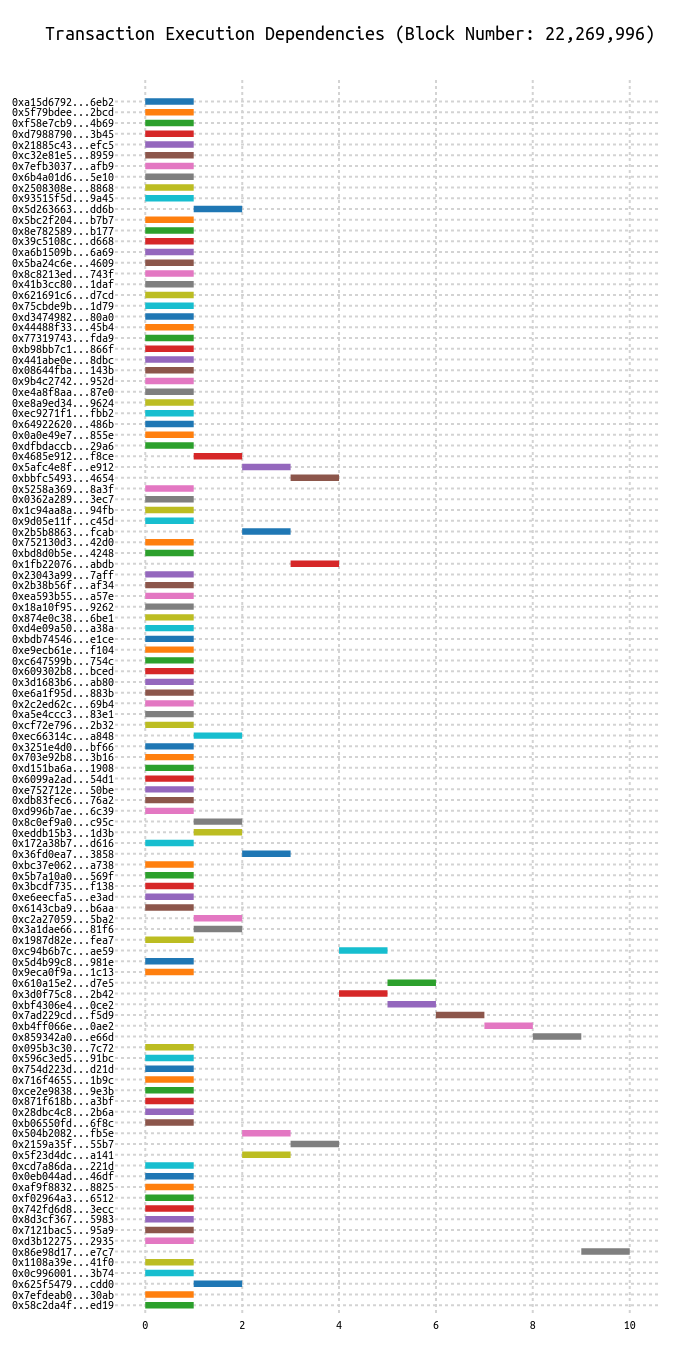 Transaction Execution Dependencies (Block Number: 22,269,996)
0xa15d6792...6eb2
0x5f79bdee...2bcd
0xf58e7cb9...4b69
0xd7988790...3b45
0x21885c43...efc5
0xc32e81e5...8959
0x7efb3037...afb9
0x6b4a01d6...5e10
0x2508308e...8868
0x93515f5d...9a45
0x5d263663...dd6b
0x5bc2f204...b7b7
0x8e782589...b177
0x39c5108c...d668
0xa6b1509b...6a69
0x5ba24c6e...4609
0x8c8213ed...743f
0x41b3cc80...1daf
0x621691c6...d7cd
0x75cbde9b...1d79
0xd3474982...80a0
0x44488f33...45b4
0x77319743...fda9
0xb98bb7c1...866f
0x441abe0e...8dbc
0x08644fba...143b
0x9b4c2742...952d
0xe4a8f8aa...87e0
0xe8a9ed34...9624
0xec9271f1...fbb2
0x64922620...486b
0x0a0e49e7...855e
0xdfbdaccb...29a6
0x4685e912...f8ce
0x5afc4e8f...e912
0xbbfc5493...4654
0x5258a369...8a3f
0x0362a289...3ec7
0x1c94aa8a...94fb
0x9d05e11f...c45d
0x2b5b8863...fcab
0x752130d3...42d0
0xbd8d0b5e...4248
0x1fb22076...abdb
0x23043a99...7aff
0x2b38b56f...af34
0xea593b55...a57e
0x18a10f95...9262
0x874e0c38...6be1
0xd4e09a50...a38a
0xbdb74546...e1ce
0xe9ecb61e...f104
0xc647599b...754c
0x609302b8...bced
0x3d1683b6...ab80
0xe6a1f95d...883b
0x2c2ed62c...69b4
0xa5e4ccc3...83e1
0xcf72e796...2b32
0xec66314c...a848
0x3251e4d0...bf66
0x703e92b8...3b16
0xd151ba6a...1908
0x6099a2ad...54d1
0xe752712e...50be
0xdb83fec6...76a2
0xd996b7ae...6c39
0x8c0ef9a0...c95c
0xeddb15b3...1d3b
0x172a38b7...d616
0x36fd0ea7...3858
0xbc37e062...a738
0x5b7a10a0...569f
0x3bcdf735...f138
0xe6eecfa5...e3ad
0x6143cba9...b6aa
0xc2a27059...5ba2
0x3a1dae66...81f6
0x1987d82e...fea7
0xc94b6b7c...ae59
0x5d4b99c8...981e
0x9eca0f9a...1c13
0x610a15e2...d7e5
0x3d0f75c8...2b42
0xbf4306e4...0ce2
0x7ad229cd...f5d9
0xb4ff066e...0ae2
0x859342a0...e66d
0x095b3c30...7c72
0x596c3ed5...91bc
0x754d223d...d21d
0x716f4655...1b9c
0xce2e9838...9e3b
0x871f618b...a3bf
0x28dbc4c8...2b6a
0xb06550fd...6f8c
0x504b2082...fb5e
0x2159a35f...55b7
0x5f23d4dc...a141
0xcd7a86da...221d
0x0eb044ad...46df
0xaf9f8832...8825
0xf02964a3...6512
0x742fd6d8...3ecc
0x8d3cf367...5983
0x7121bac5...95a9
0xd3b12275...2935
0x86e98d17...e7c7
0x1108a39e...41f0
0x0c996001...3b74
0x625f5479...cdd0
0x7efdeab0...30ab
0x58c2da4f...ed19
0 2 4 6 8 10